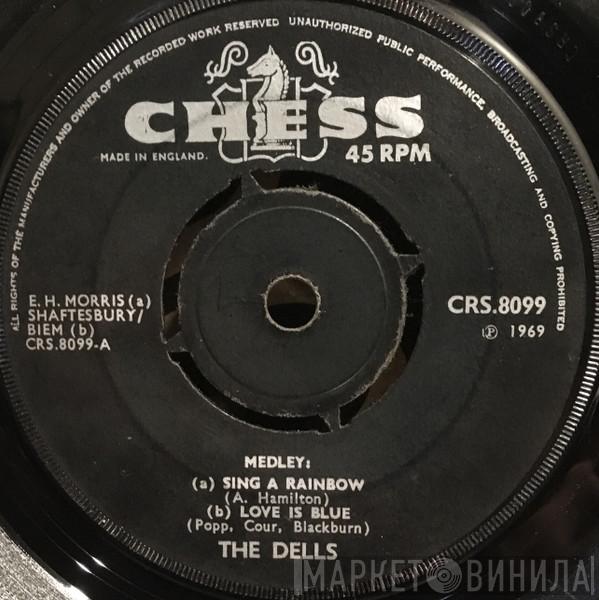 ALL RIGHTS OF THE MANUFACTURERS AND OWNER OF THE RECORDED WORK RESERVED UNAUTHORIZED PUBLIC PERFORMANCE, BROADCASTING AND COPYING PROHIBITED
CHESS
MADE IN ENGLAND.
45 RPM
E. H. MORRIS (a)
SHAFTESBURY/
BIEM (b)
CRS.8099-A
CRS.8099
Ⓟ 1969
MEDLEY:
(a) SING A RAINBOW
(A. Hamilton)
(b) LOVE IS BLUE
(Popp, Cour, Blackburn)
THE DELLS
МАРКЕТ ВИНИЛА